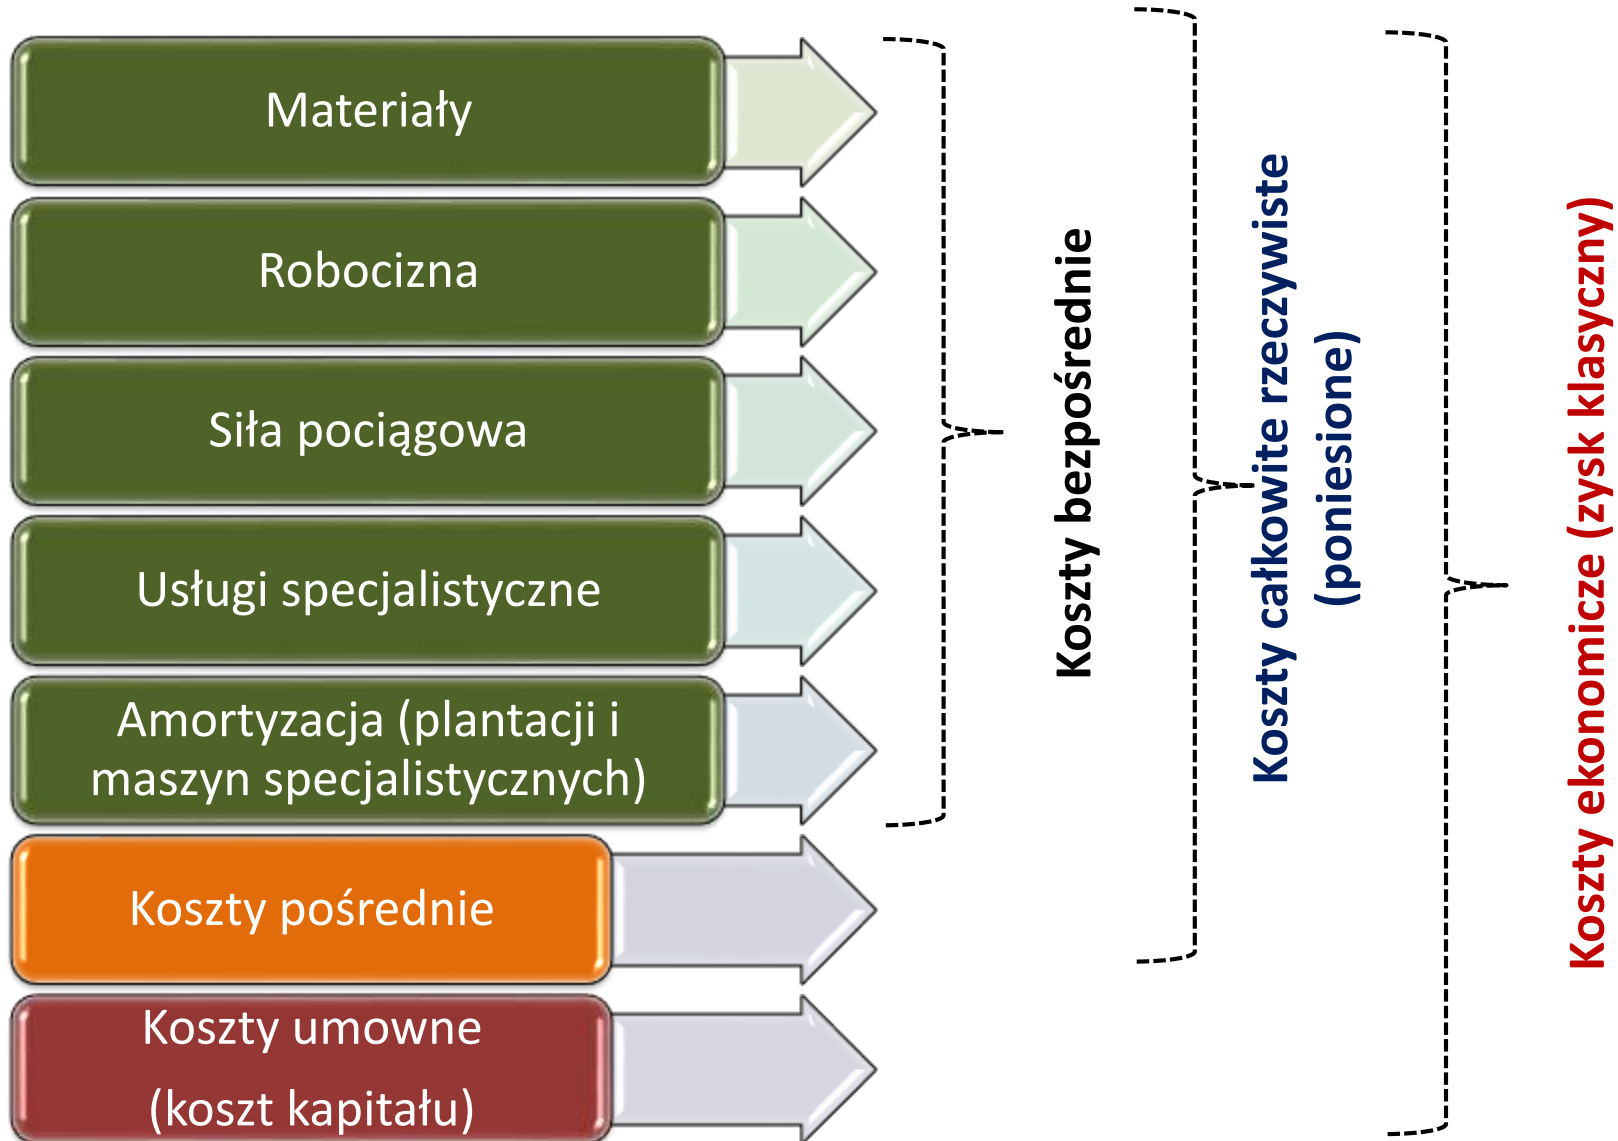 Materiały
Robocizna
Siła pociągowa
Usługi specjalistyczne
Amortyzacja (plantacji i
maszyn specjalistycznych)
Koszty pośrednie
Koszty umowne
(koszt kapitału)
Koszty bezpośrednie
Koszty całkowite rzeczywiste
(poniesione)
Koszty ekonomicze (zysk klasyczny)